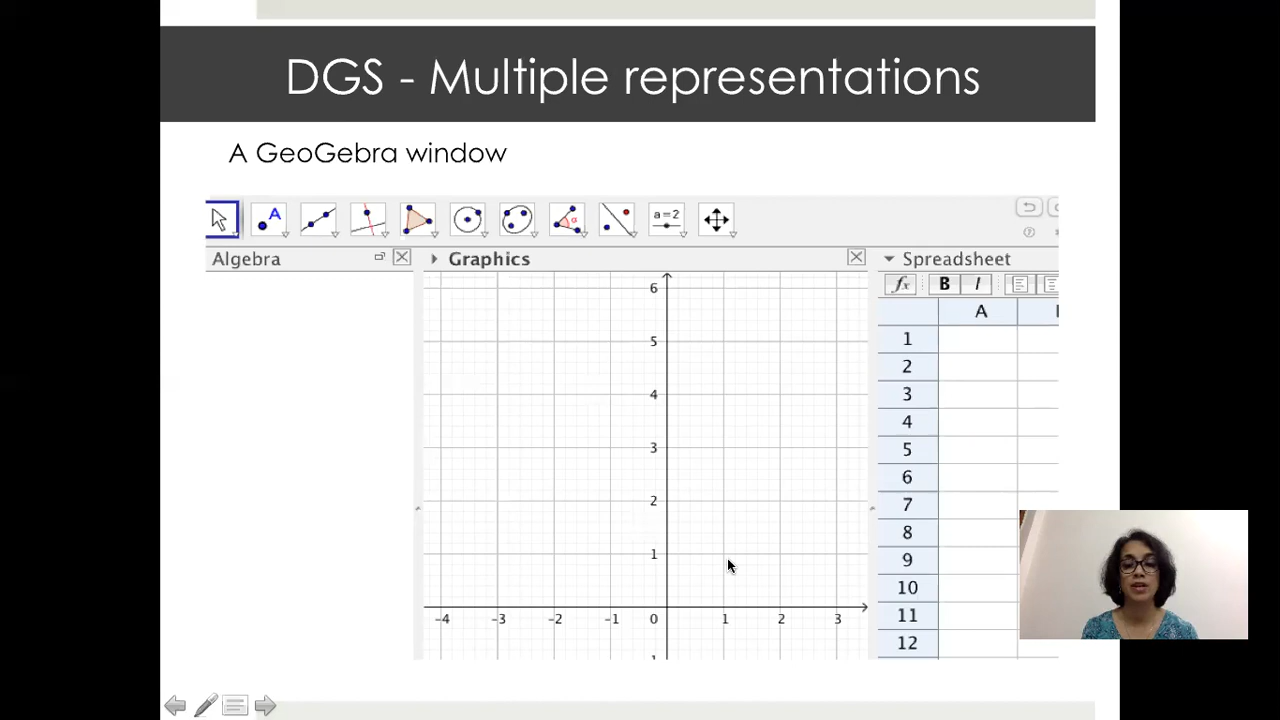 DGS - Multiple representations
A GeoGebra window
A
α
a=2
Algebra
Graphics
Spreadsheet
fx B I
A
6
5
4
3
2
1
-4 -3 -2 -1 0 1 2 3
1
2
3
4
5
6
7
8
9
10
11
12